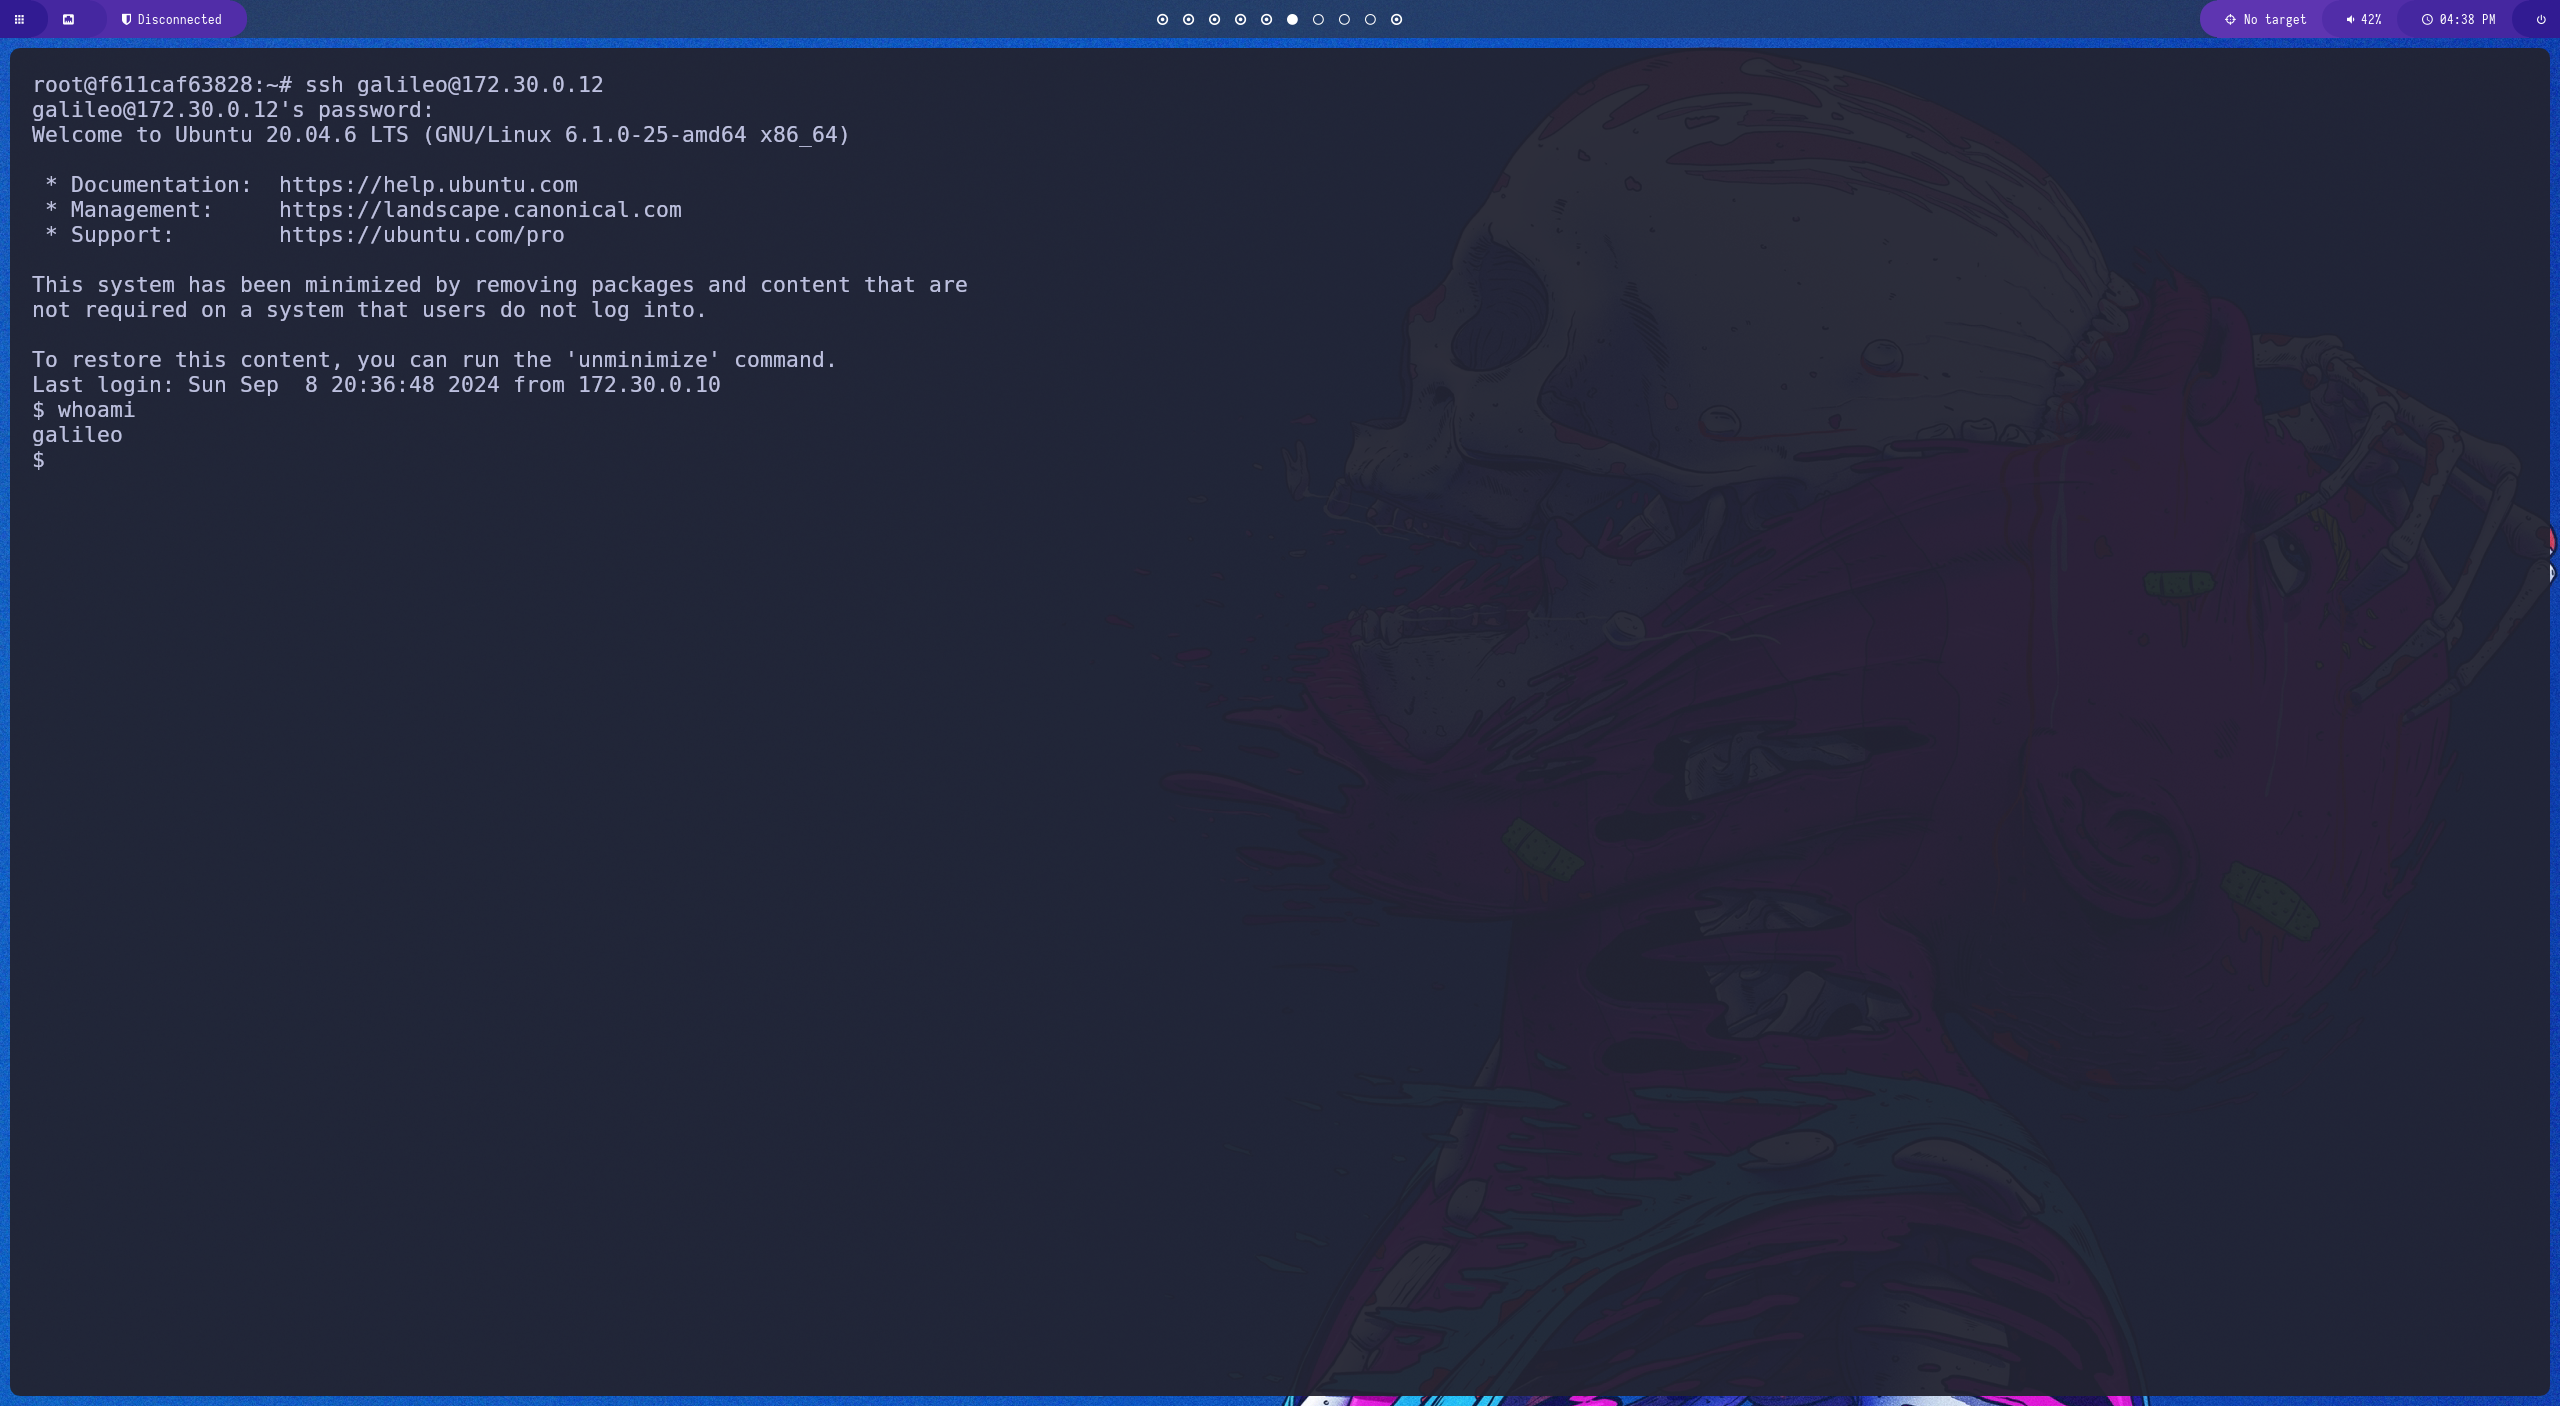 Disconnected
No target
42%
04:38 PM
root@f611caf63828:~# ssh galileo@172.30.0.12
galileo@172.30.0.12's password:
Welcome to Ubuntu 20.04.6 LTS (GNU/Linux 6.1.0-25-amd64 x86_64)
* Documentation:  https://help.ubuntu.com
* Management:     https://landscape.canonical.com
* Support:        https://ubuntu.com/pro
This system has been minimized by removing packages and content that are
not required on a system that users do not log into.
To restore this content, you can run the 'unminimize' command.
Last login: Sun Sep  8 20:36:48 2024 from 172.30.0.10
$ whoami
galileo
$